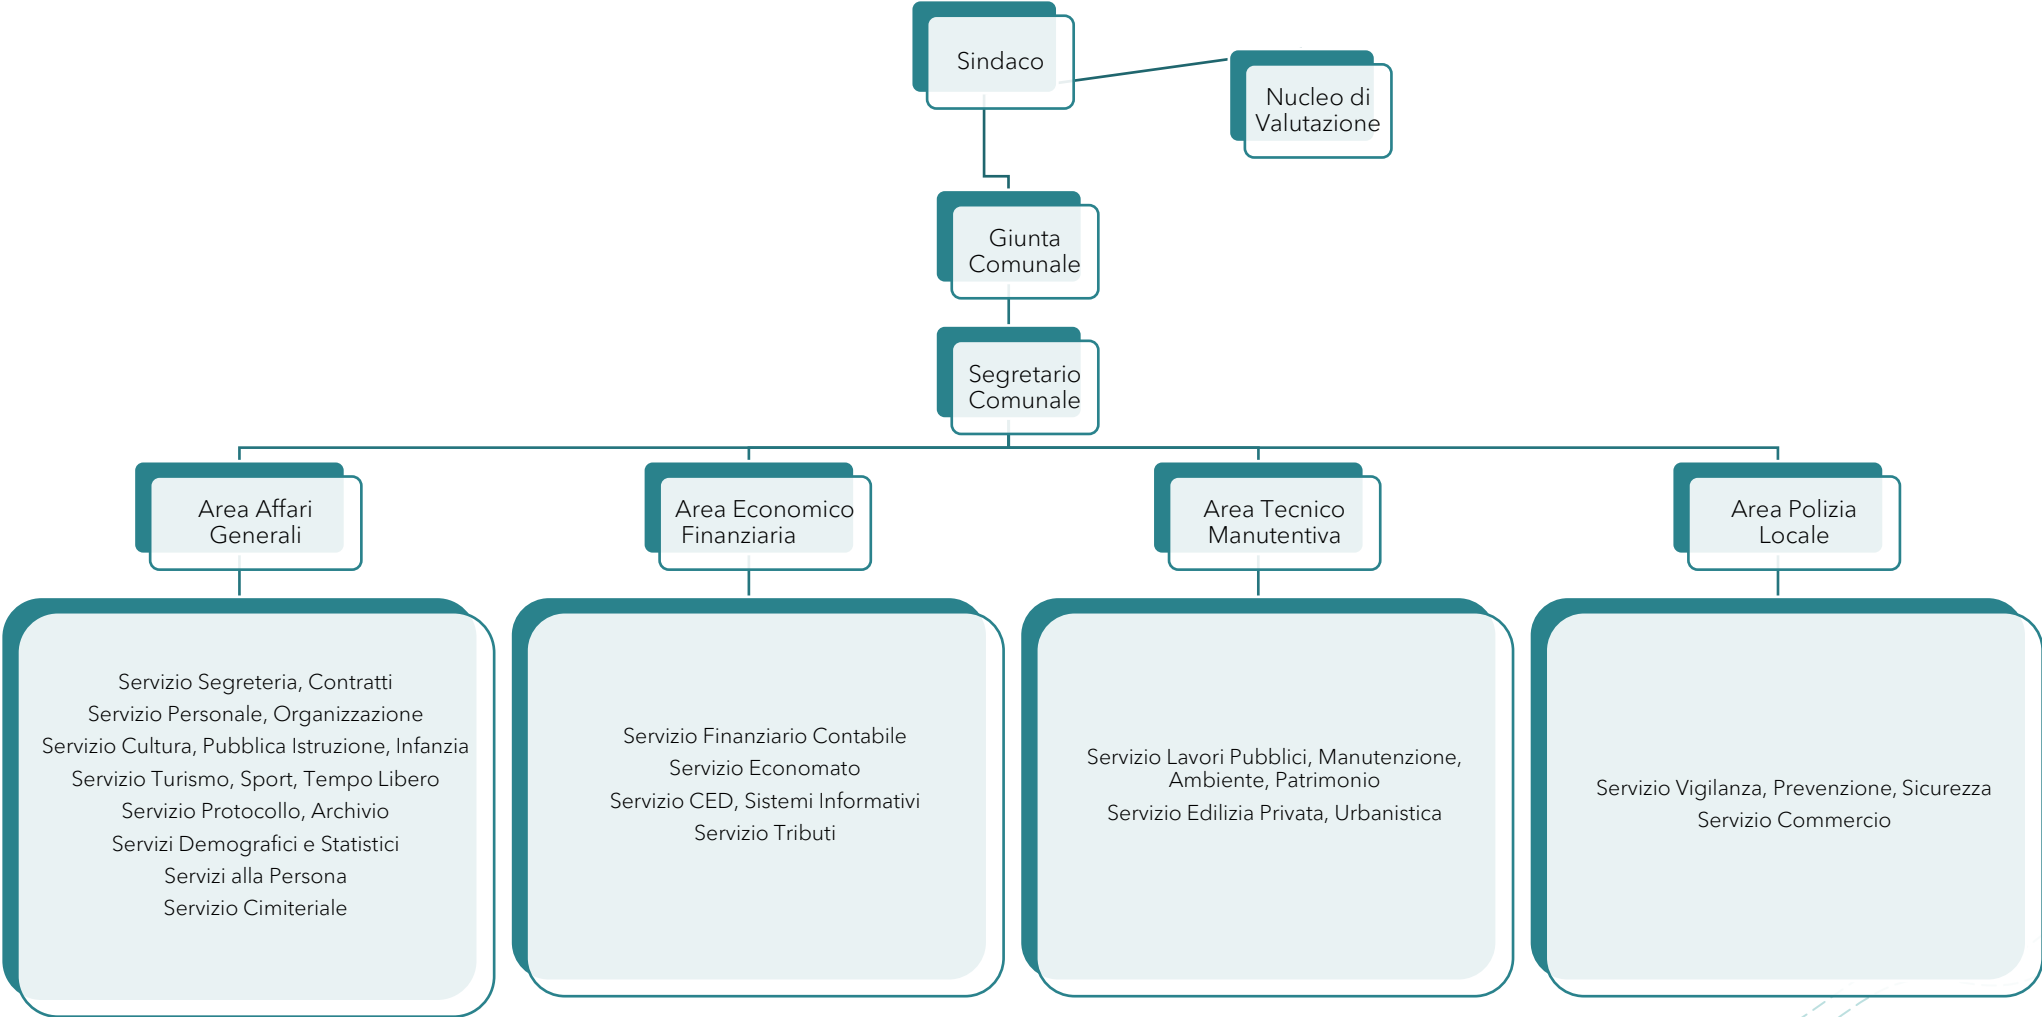 Sindaco
Nucleo di
Valutazione
Giunta
Comunale
Segretario
Comunale
Area Affari
Generali
Area Economico
Finanziaria
Area Tecnico
Manutentiva
Area Polizia
Locale
Servizio Segreteria, Contratti
Servizio Personale, Organizzazione
Servizio Cultura, Pubblica Istruzione, Infanzia
Servizio Turismo, Sport, Tempo Libero
Servizio Protocollo, Archivio
Servizi Demografici e Statistici
Servizi alla Persona
Servizio Cimiteriale
Servizio Finanziario Contabile
Servizio Economato
Servizio CED, Sistemi Informativi
Servizio Tributi
Servizio Lavori Pubblici, Manutenzione,
Ambiente, Patrimonio
Servizio Edilizia Privata, Urbanistica
Servizio Vigilanza, Prevenzione, Sicurezza
Servizio Commercio